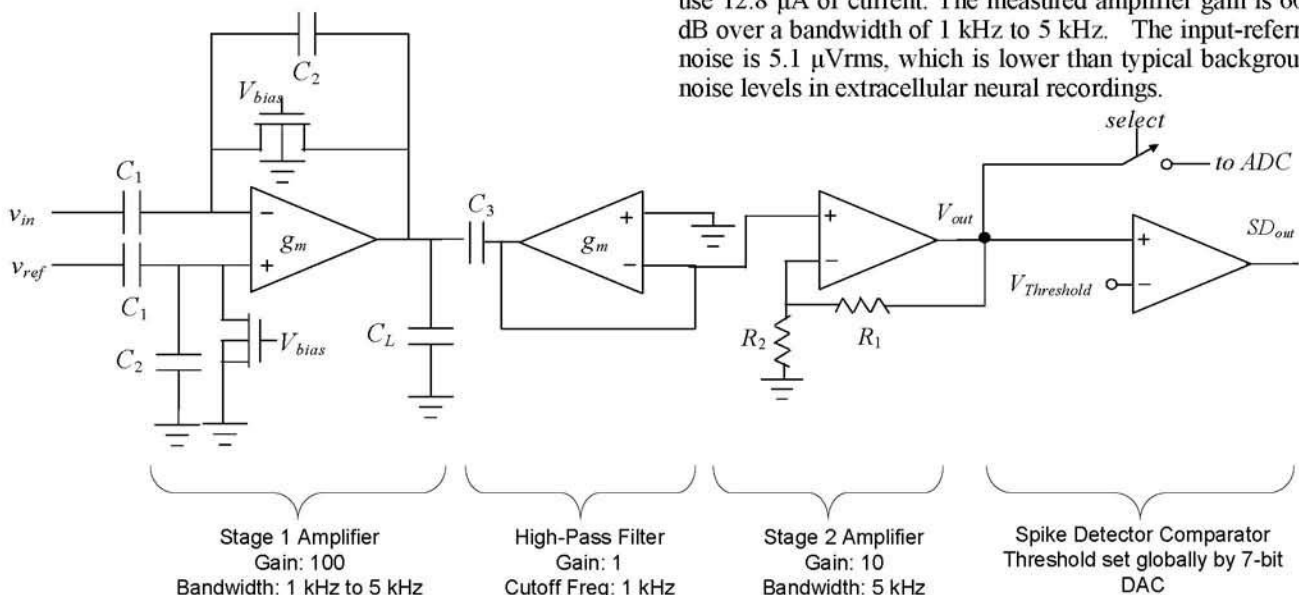 use 12.8 μA of current. The measured amplifier gain is 60
dB over a bandwidth of 1 kHz to 5 kHz. The input-referr
noise is 5.1 μVrms, which is lower than typical backgrou
noise levels in extracellular neural recordings.
C2
Vbias
select
to ADC
C1
vin
gm
C3
gm
Vout
SDout
vref
C1
VThreshold
C2
Vbias
CL
R2
R1
Stage 1 Amplifier
Gain: 100
Bandwidth: 1 kHz to 5 kHz
High-Pass Filter
Gain: 1
Cutoff Freq: 1 kHz
Stage 2 Amplifier
Gain: 10
Bandwidth: 5 kHz
Spike Detector Comparator
Threshold set globally by 7-bit
DAC